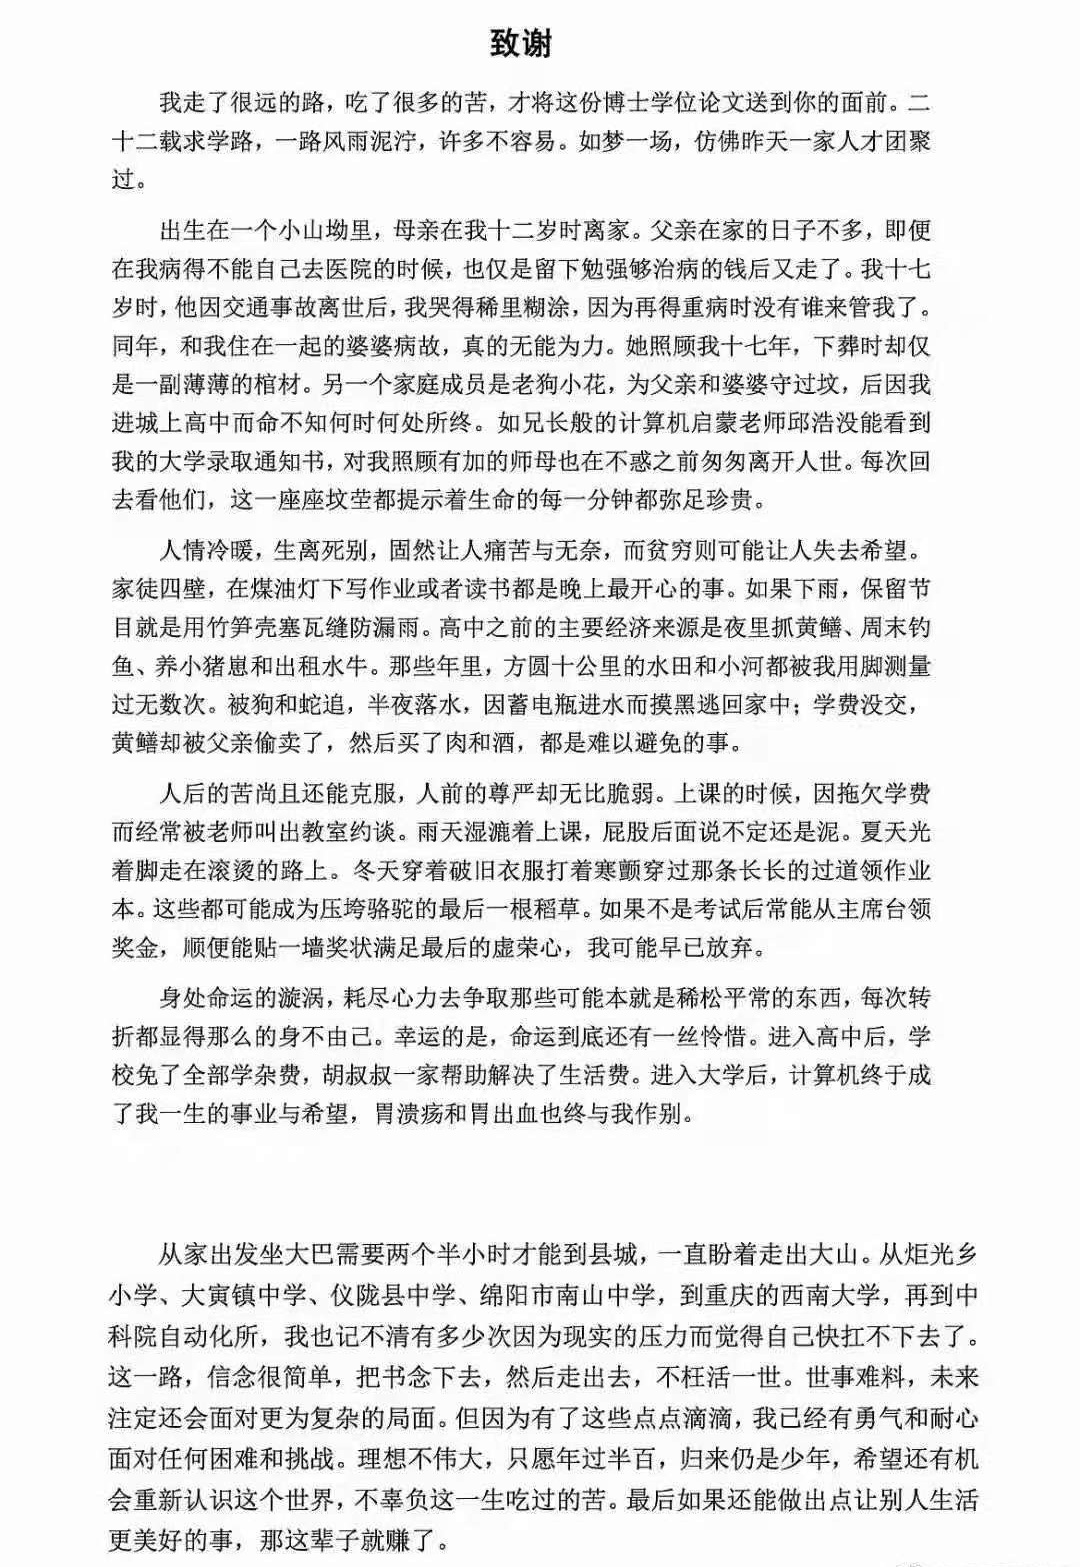 致谢
我走了很远的路，吃了很多的苦，才将这份博士学位论文送到你的面前。二
十二载求学路，一路风雨泥泞，许多不容易。如梦一场，仿佛昨天一家人才团聚
过。
出生在一个小山坳里，母亲在我十二岁时离家。父亲在家的日子不多，即便
在我病得不能自己去医院的时候，也仅是留下勉强够治病的钱后又走了。我十七
岁时，他因交通事故离世后，我哭得稀里糊涂，因为再得重病时没有谁来管我了。
同年，和我住在一起的婆婆病故，真的无能为力。她照顾我十七年，下葬时却仅
是一副薄薄的棺材。另一个家庭成员是老狗小花，为父亲和婆婆守过坟，后因我
进城上高中而命不知何时何处所终。如兄长般的计算机启蒙老师邱浩没能看到
我的大学录取通知书，对我照顾有加的师母也在不惑之前匆匆离开人世。每次回
去看他们，这一座座坟茔都提示着生命的每一分钟都弥足珍贵。
人情冷暖，生离死别，固然让人痛苦与无奈，而贫穷则可能让人失去希望。
家徒四壁，在煤油灯下写作业或者读书都是晚上最开心的事。如果下雨，保留节
目就是用竹笋壳塞瓦缝防漏雨。高中之前的主要经济来源是夜里抓黄鳝、周末钓
鱼、养小猪崽和出租水牛。那些年里，方圆十公里的水田和小河都被我用脚测量
过无数次。被狗和蛇追，半夜落水，因蓄电瓶进水而摸黑逃回家中；学费没交，
黄鳝却被父亲偷卖了，然后买了肉和酒，都是难以避免的事。
人后的苦尚且还能克服，人前的尊严却无比脆弱。上课的时候，因拖欠学费
而经常被老师叫出教室约谈。雨天湿漉着上课，屁股后面说不定还是泥。夏天光
着脚走在滚烫的路上。冬天穿着破旧衣服打着寒颤穿过那条长长的过道领作业
本。这些都可能成为压垮骆驼的最后一根稻草。如果不是考试后常能从主席台领
奖金，顺便能贴一墙奖状满足最后的虚荣心，我可能早已放弃。
身处命运的漩涡，耗尽心力去争取那些可能本就是稀松平常的东西，每次转
折都显得那么的身不由己。幸运的是，命运到底还有一丝怜惜。进入高中后，学
校免了全部学杂费，胡叔叔一家帮助解决了生活费。进入大学后，计算机终于成
了我一生的事业与希望，胃溃疡和胃出血也终与我作别。
从家出发坐大巴需要两个半小时才能到县城，一直盼着走出大山。从炬光乡
小学、大寅镇中学、仪陇县中学、绵阳市南山中学，到重庆的西南大学，再到中
科院自动化所，我也记不清有多少次因为现实的压力而觉得自己快扛不下去了。
这一路，信念很简单，把书念下去，然后走出去，不枉活一世。世事难料，未来
注定还会面对更为复杂的局面。但因为有了这些点点滴滴，我已经有勇气和耐心
面对任何困难和挑战。理想不伟大，只愿年过半百，归来仍是少年，希望还有机
会重新认识这个世界，不辜负这一生吃过的苦。最后如果还能做出点让别人生活
更美好的事，那这辈子就赚了。